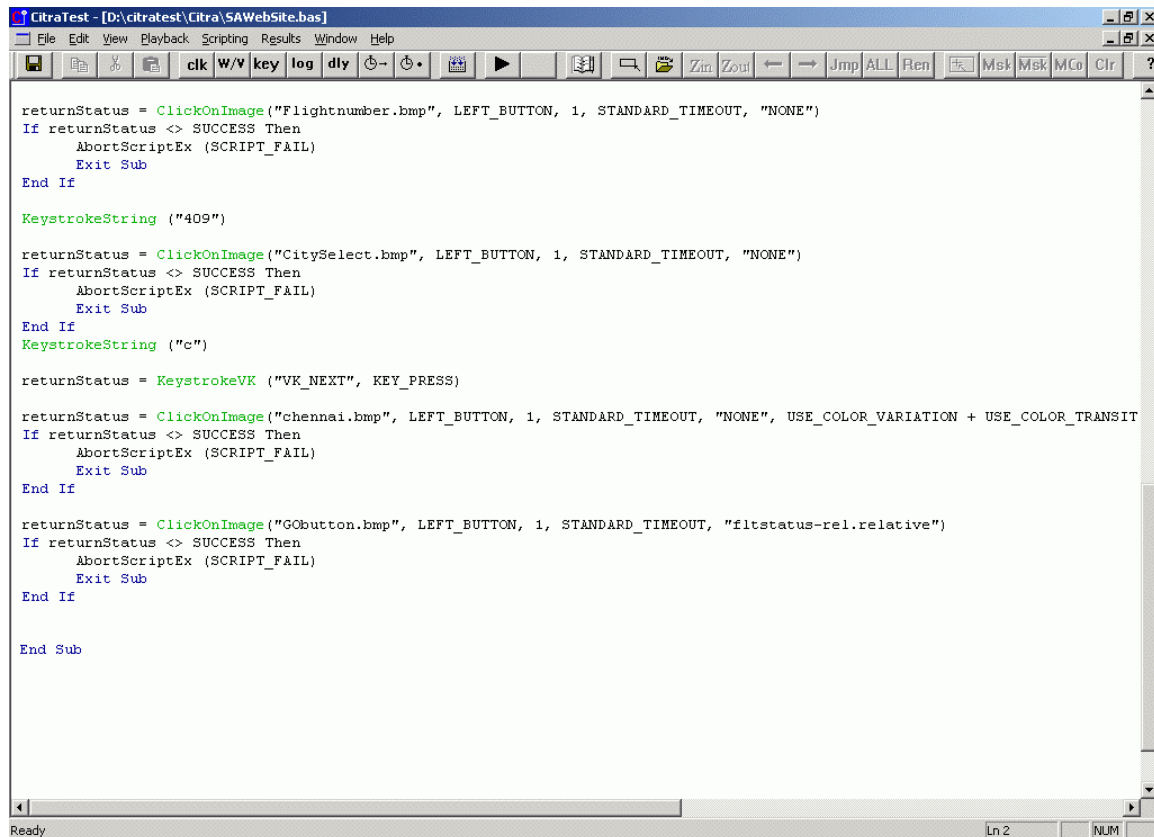 CitraTest - [D:\citratest\Citra\SAWebSite.bas]
File Edit View Playback Scripting Results Window Help
clk W/V key log dly Zin Zout Jmp ALL Ren Msk Msk MCo Clr ?
returnStatus = ClickOnImage("Flightnumber.bmp", LEFT_BUTTON, 1, STANDARD_TIMEOUT, "NONE")
If returnStatus <> SUCCESS Then
AbortScriptEx (SCRIPT_FAIL)
Exit Sub
End If
KeystrokeString ("409")
returnStatus = ClickOnImage("CitySelect.bmp", LEFT_BUTTON, 1, STANDARD_TIMEOUT, "NONE")
If returnStatus <> SUCCESS Then
AbortScriptEx (SCRIPT_FAIL)
Exit Sub
End If
KeystrokeString ("c")
returnStatus = KeystrokeVK ("VK_NEXT", KEY_PRESS)
returnStatus = ClickOnImage("chennai.bmp", LEFT_BUTTON, 1, STANDARD_TIMEOUT, "NONE", USE_COLOR_VARIATION + USE_COLOR_TRANSIT
If returnStatus <> SUCCESS Then
AbortScriptEx (SCRIPT_FAIL)
Exit Sub
End If
returnStatus = ClickOnImage("GObutton.bmp", LEFT_BUTTON, 1, STANDARD_TIMEOUT, "fltstatus-rel.relative")
If returnStatus <> SUCCESS Then
AbortScriptEx (SCRIPT_FAIL)
Exit Sub
End If
End Sub
Ready Ln 2 NUM